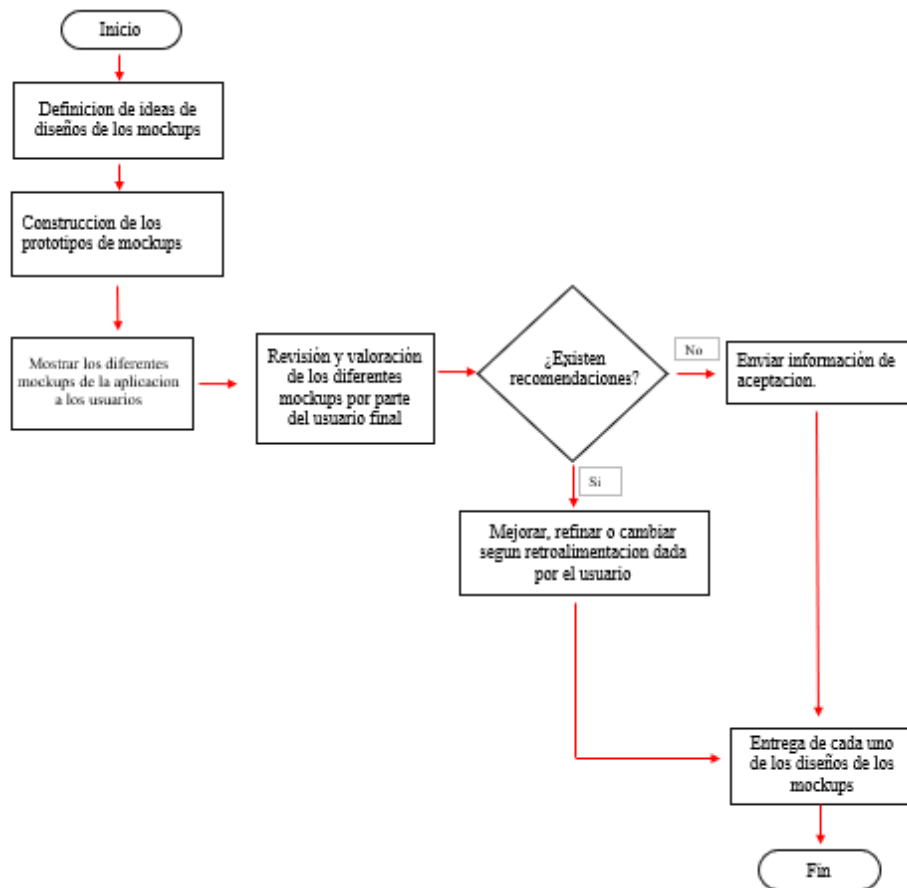 Inicio
Definicion de ideas de
diseños de los mockups
Construccion de los
prototipos de mockups
Mostrar los diferentes
mockups de la aplicacion
a los usuarios
Revisión y valoración
de los diferentes
mockups por parte
del usuario final
¿Existen
recomendaciones?
No
Enviar información de
aceptacion.
Si
Mejorar, refinar o cambiar
segun retroalimentacion dada
por el usuario
Entrega de cada uno
de los diseños de los
mockups
Fin